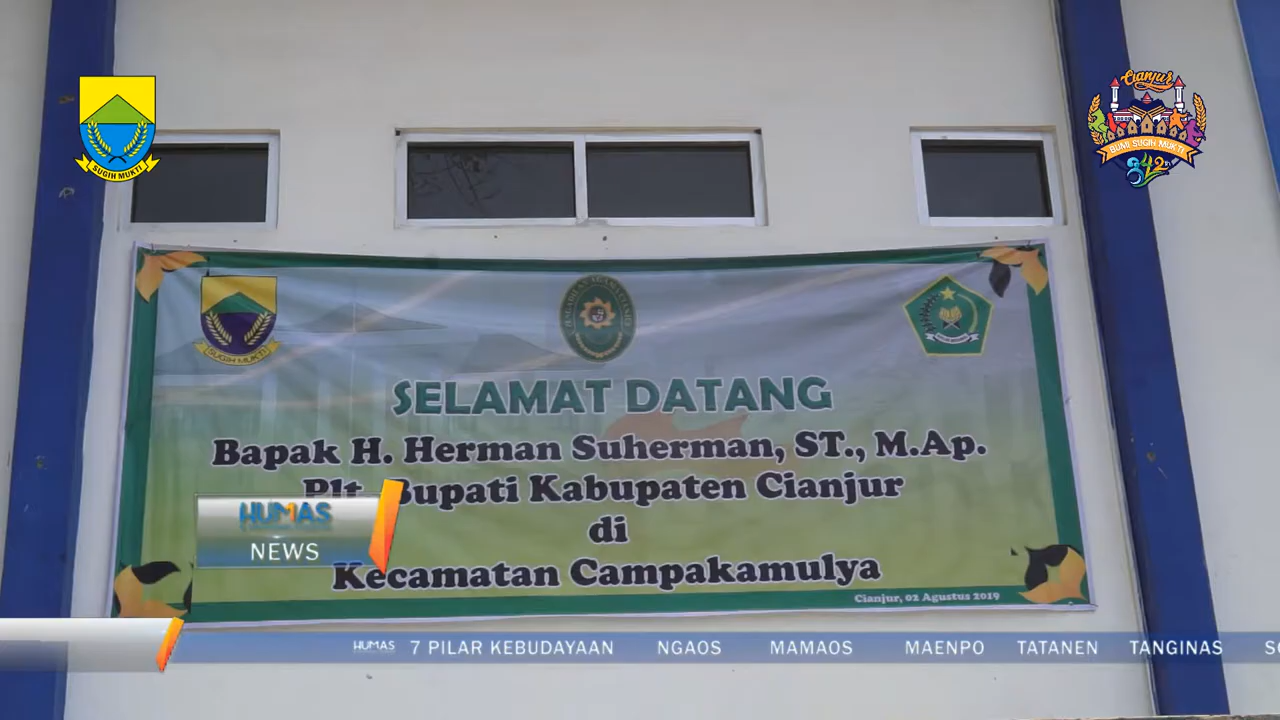 Cianjur
BUMI SUGIH MUKTI
342
SUGIH MUKTI
SUGIH MUKTI
SELAMAT DATANG
Bapak H. Herman Suherman, ST., M.Ap.
Plt. Bupati Kabupaten Cianjur
di
Kecamatan Campakamulya
Cianjur, 02 Agustus 2019
HUMAS
NEWS
HUMAS 7 PILAR KEBUDAYAAN NGAOS MAMAOS MAENPO TATANEN TANGINAS